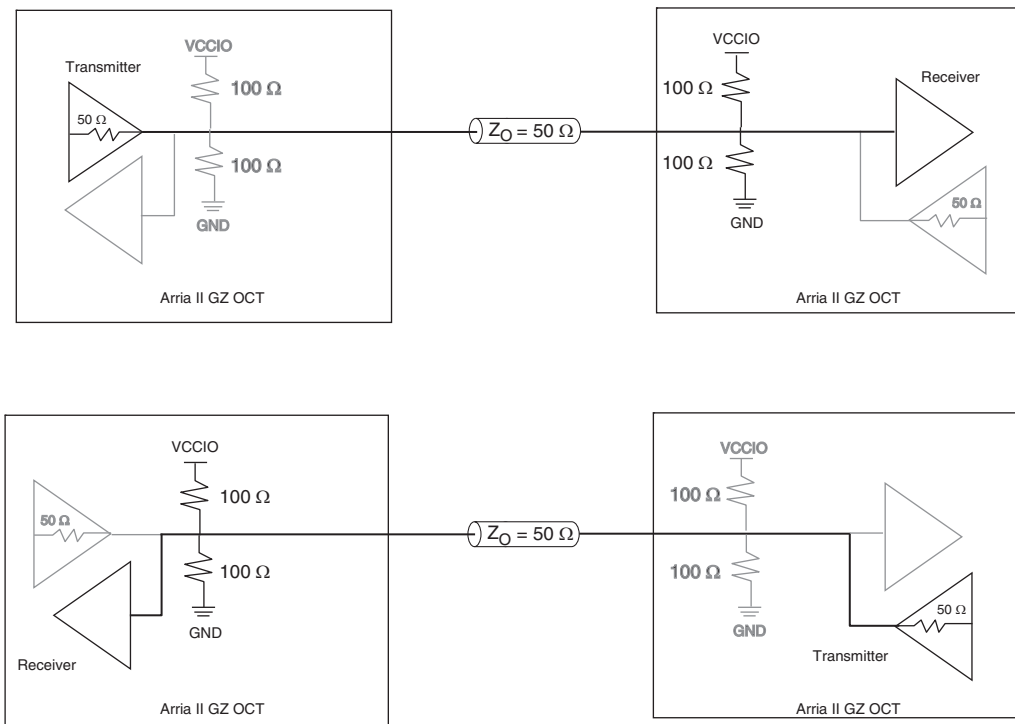 VCCIO
Transmitter
100 Ω
50 Ω
100 Ω
GND
Arria II GZ OCT
Z_O = 50 Ω
VCCIO
Receiver
100 Ω
100 Ω
50 Ω
GND
Arria II GZ OCT
VCCIO
100 Ω
50 Ω
100 Ω
GND
Receiver
Arria II GZ OCT
Z_O = 50 Ω
VCCIO
100 Ω
100 Ω
50 Ω
GND
Transmitter
Arria II GZ OCT